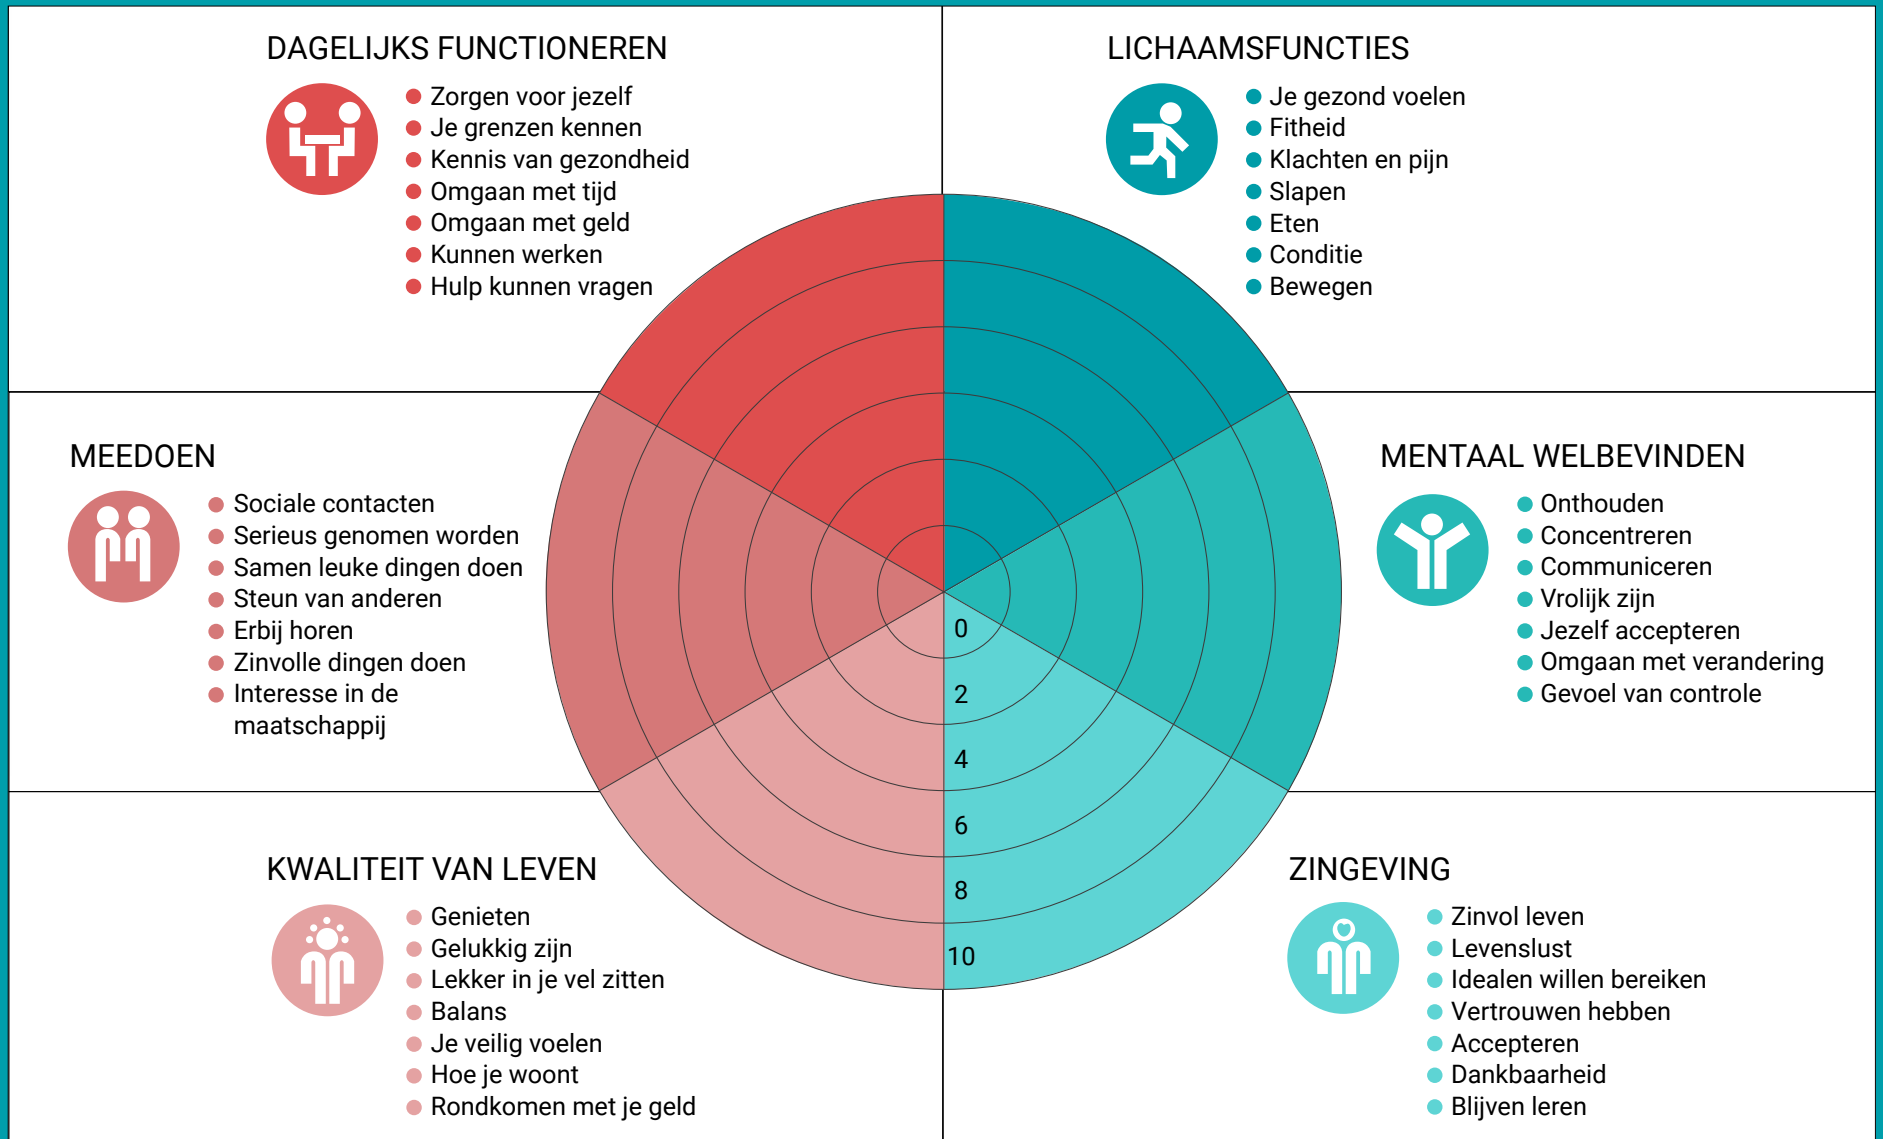 DAGELIJKS FUNCTIONEREN
Zorgen voor jezelf
Je grenzen kennen
Kennis van gezondheid
Omgaan met tijd
Omgaan met geld
Kunnen werken
Hulp kunnen vragen
LICHAAMSFUNCTIES
Je gezond voelen
Fitheid
Klachten en pijn
Slapen
Eten
Conditie
Bewegen
MEEDOEN
Sociale contacten
Serieus genomen worden
Samen leuke dingen doen
Steun van anderen
Erbij horen
Zinvolle dingen doen
Interesse in de
maatschappij
MENTAAL WELBEVINDEN
Onthouden
Concentreren
Communiceren
Vrolijk zijn
Jezelf accepteren
Omgaan met verandering
Gevoel van controle
0
2
4
6
8
10
KWALITEIT VAN LEVEN
Genieten
Gelukkig zijn
Lekker in je vel zitten
Balans
Je veilig voelen
Hoe je woont
Rondkomen met je geld
ZINGEVING
Zinvol leven
Levenslust
Idealen willen bereiken
Vertrouwen hebben
Accepteren
Dankbaarheid
Blijven leren